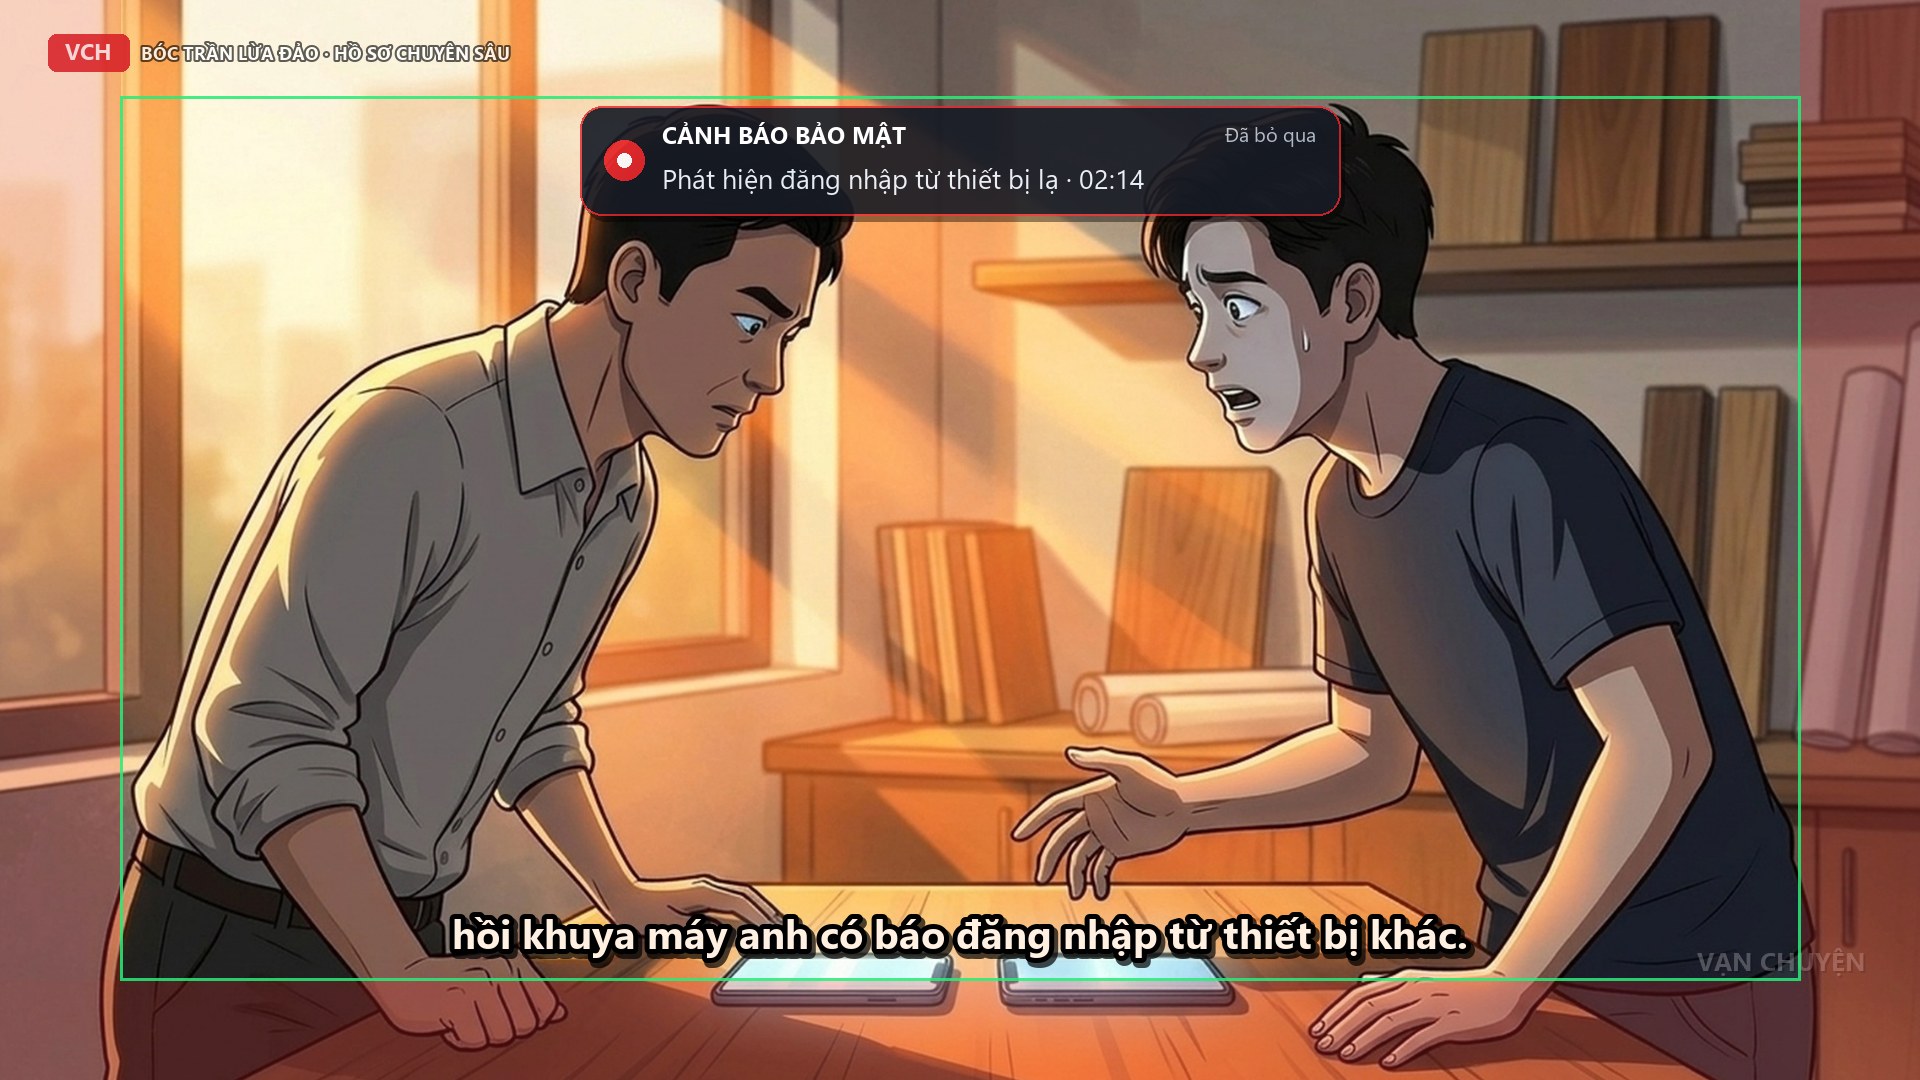 VCH BÓC TRẦN LỪA ĐẢO · HỒ SƠ CHUYÊN SÂU
CẢNH BÁO BẢO MẬT Đã bỏ qua
Phát hiện đăng nhập từ thiết bị lạ · 02:14
hồi khuya máy anh có báo đăng nhập từ thiết bị khác.
VẠN CHUYỆN